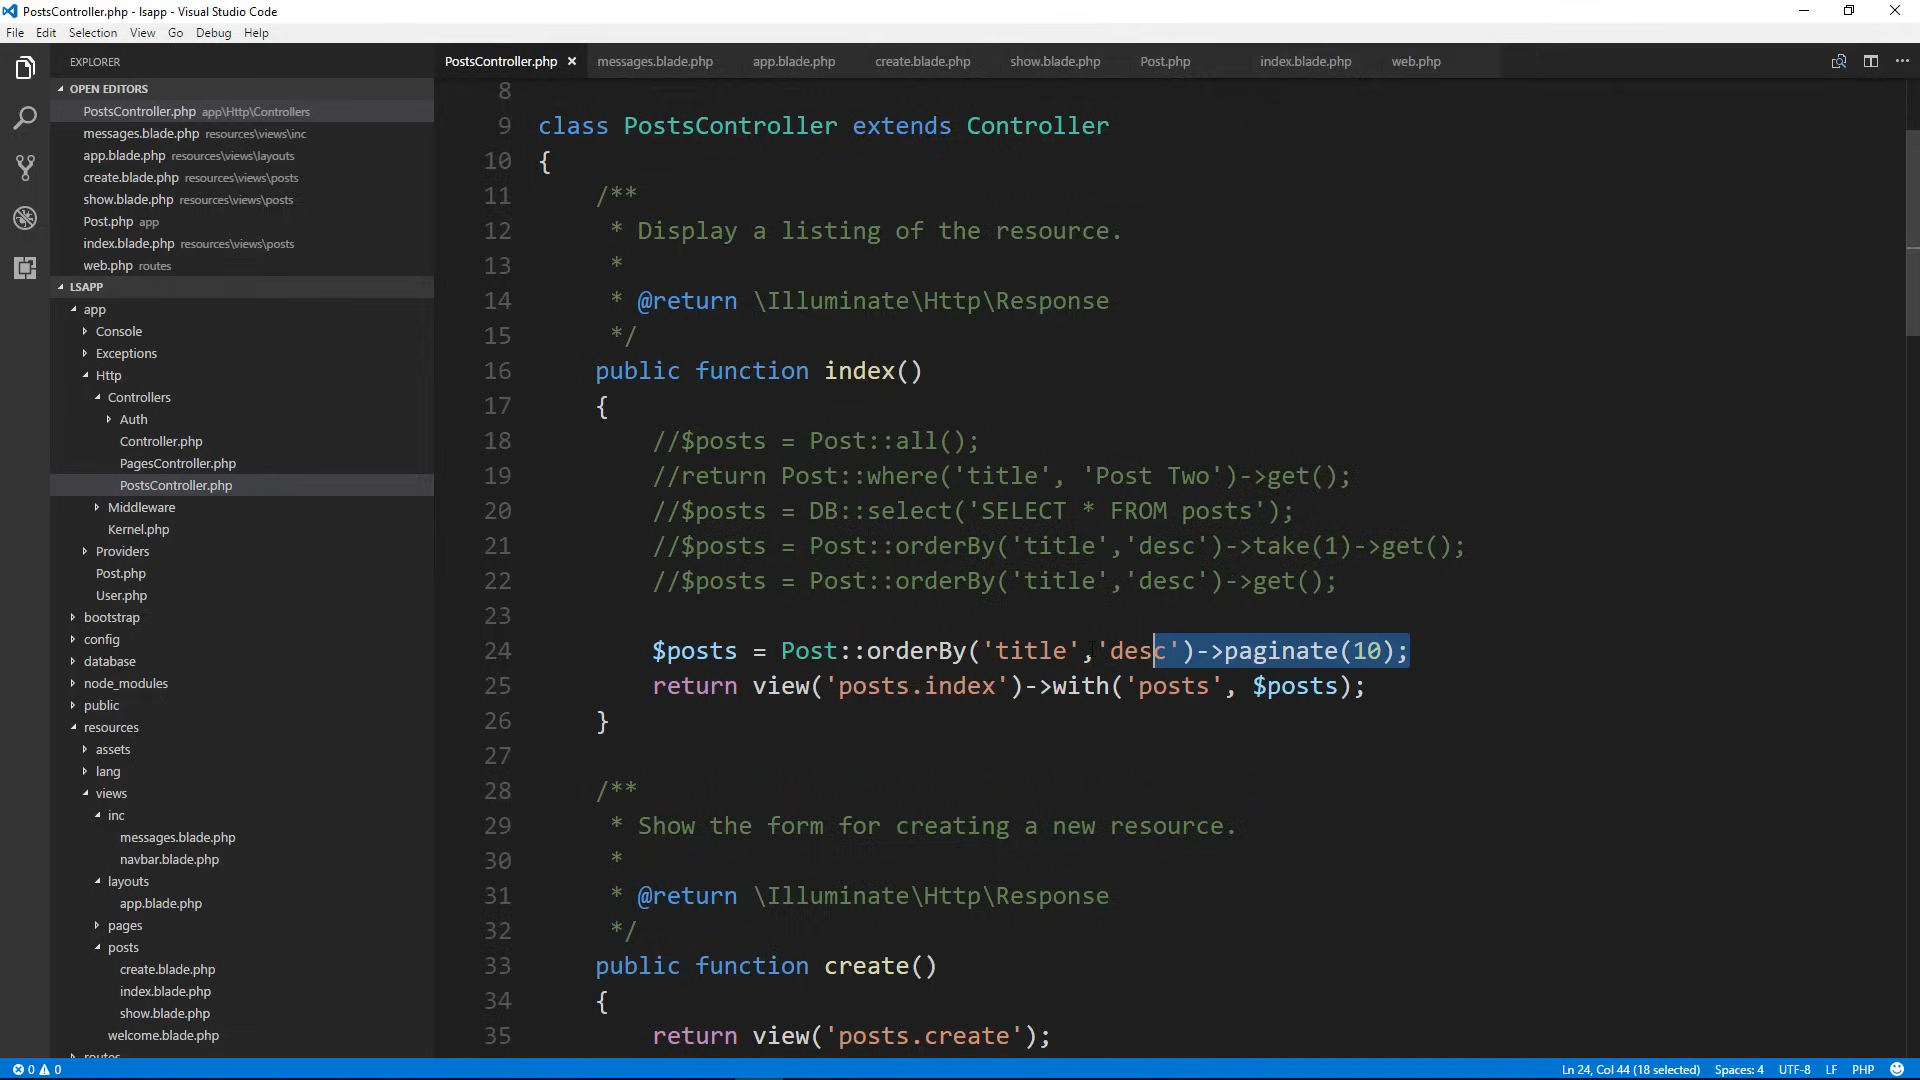 PostsController.php - lsapp - Visual Studio Code
File Edit Selection View Go Debug Help
EXPLORER
OPEN EDITORS
PostsController.php app\Http\Controllers
messages.blade.php resources\views\inc
app.blade.php resources\views\layouts
create.blade.php resources\views\posts
show.blade.php resources\views\posts
Post.php app
index.blade.php resources\views\posts
web.php routes
LSAPP
app
Console
Exceptions
Http
Controllers
Auth
Controller.php
PagesController.php
PostsController.php
Middleware
Kernel.php
Providers
Post.php
User.php
bootstrap
config
database
node_modules
public
resources
assets
lang
views
inc
messages.blade.php
navbar.blade.php
layouts
app.blade.php
pages
posts
create.blade.php
index.blade.php
show.blade.php
welcome.blade.php
routes
PostsController.php messages.blade.php app.blade.php create.blade.php show.blade.php Post.php index.blade.php web.php
8
9 class PostsController extends Controller
10 {
11 /**
12 * Display a listing of the resource.
13 *
14 * @return \Illuminate\Http\Response
15 */
16 public function index()
17 {
18 //$posts = Post::all();
19 //return Post::where('title', 'Post Two')->get();
20 //$posts = DB::select('SELECT * FROM posts');
21 //$posts = Post::orderBy('title','desc')->take(1)->get();
22 //$posts = Post::orderBy('title','desc')->get();
23
24 $posts = Post::orderBy('title','desc')->paginate(10);
25 return view('posts.index')->with('posts', $posts);
26 }
27
28 /**
29 * Show the form for creating a new resource.
30 *
31 * @return \Illuminate\Http\Response
32 */
33 public function create()
34 {
35 return view('posts.create');
0 0 Ln 24, Col 44 (18 selected) Spaces: 4 UTF-8 LF PHP